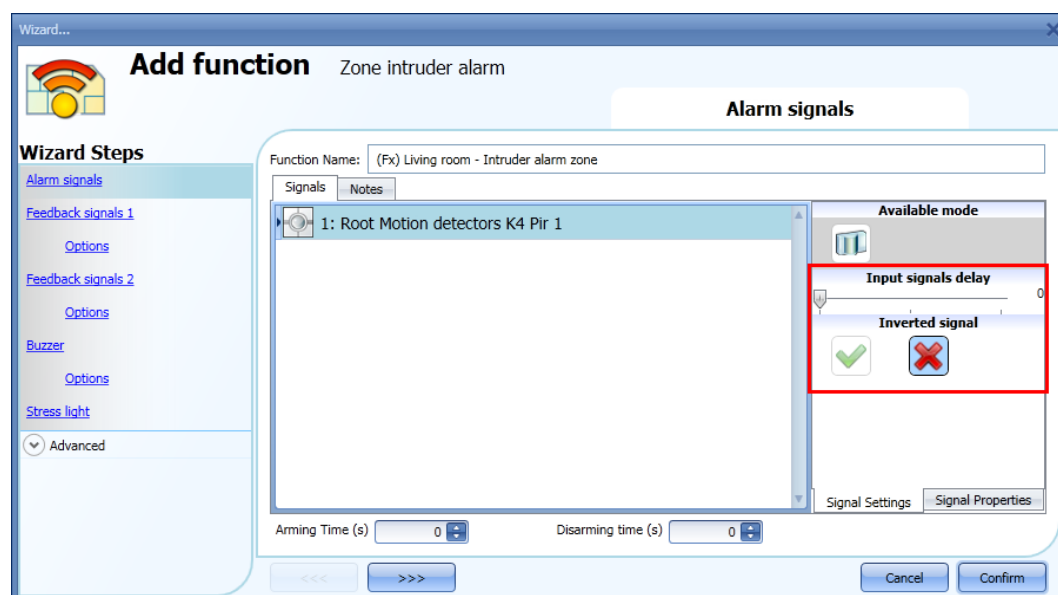 Wizard...
Add function Zone intruder alarm
Alarm signals
Wizard Steps
Alarm signals
Feedback signals 1
Options
Feedback signals 2
Options
Buzzer
Options
Stress light
Advanced
Function Name: (Fx) Living room - Intruder alarm zone
Signals Notes
1: Root Motion detectors K4 Pir 1
Available mode
Input signals delay
0
Inverted signal
Signal Settings Signal Properties
Arming Time (s) 0 Disarming time (s) 0
<<< >>> Cancel Confirm